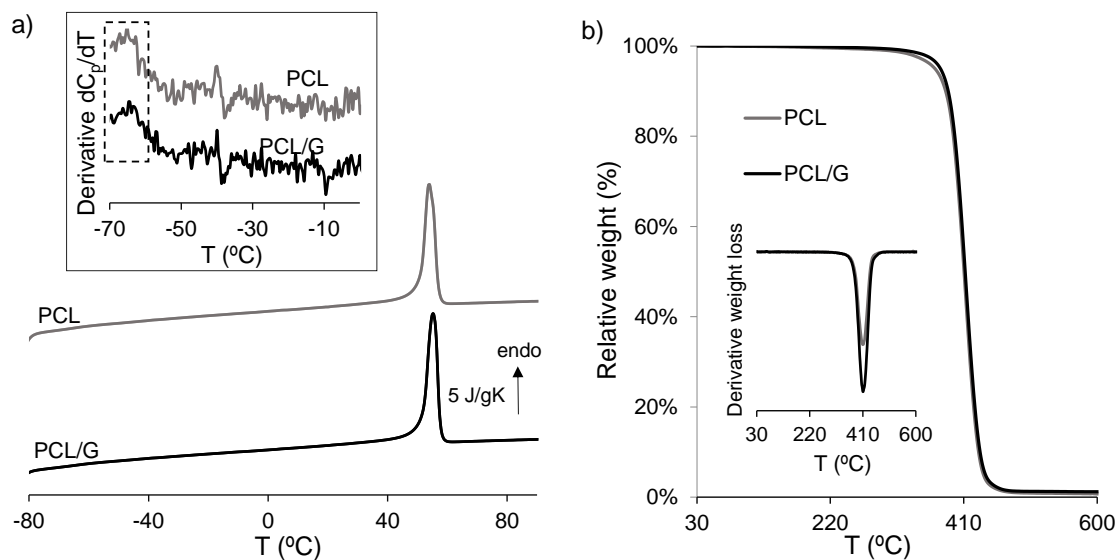 a)
Derivative dCp/dT
PCL
PCL/G
-70 -50 -30 -10
T (ºC)
PCL
endo
5 J/gK
PCL/G
-80 -40 0 40 80
T (ºC)
b)
100%
80%
60%
40%
20%
0%
Relative weight (%)
PCL
PCL/G
Derivative weight loss
30 220 410 600
T (ºC)
30 220 410 600
T (ºC)